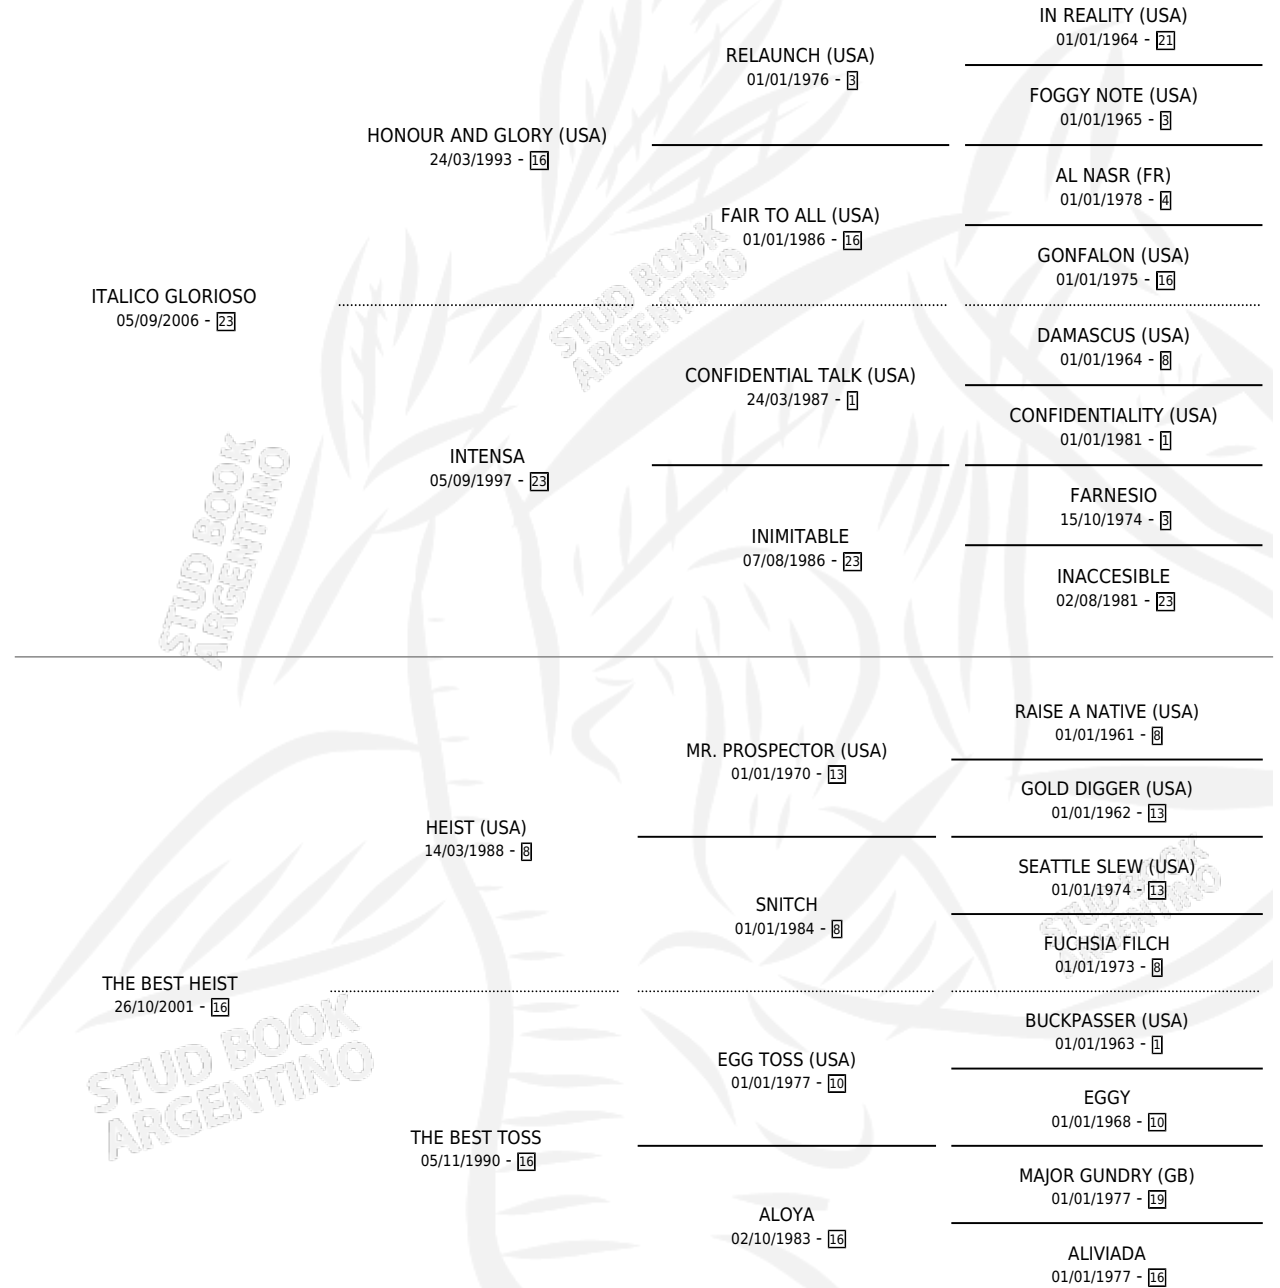 IN REALITY (USA)
01/01/1964 - 21
RELAUNCH (USA)
01/01/1976 - 3
FOGGY NOTE (USA)
01/01/1965 - 3
HONOUR AND GLORY (USA)
24/03/1993 - 16
AL NASR (FR)
01/01/1978 - 4
FAIR TO ALL (USA)
01/01/1986 - 16
GONFALON (USA)
01/01/1975 - 16
ITALICO GLORIOSO
05/09/2006 - 23
STUD BOOK
ARGENTINO
DAMASCUS (USA)
01/01/1964 - 8
CONFIDENTIAL TALK (USA)
24/03/1987 - 1
CONFIDENTIALITY (USA)
01/01/1981 - 1
INTENSA
05/09/1997 - 23
FARNESIO
15/10/1974 - 3
INIMITABLE
07/08/1986 - 23
INACCESIBLE
02/08/1981 - 23
STUD BOOK
ARGENTINO
RAISE A NATIVE (USA)
01/01/1961 - 8
MR. PROSPECTOR (USA)
01/01/1970 - 13
GOLD DIGGER (USA)
01/01/1962 - 13
HEIST (USA)
14/03/1988 - 8
SEATTLE SLEW (USA)
01/01/1974 - 13
SNITCH
01/01/1984 - 8
STUD BOOK
ARGENTINO
FUCHSIA FILCH
01/01/1973 - 8
THE BEST HEIST
26/10/2001 - 16
BUCKPASSER (USA)
01/01/1963 - 1
EGG TOSS (USA)
01/01/1977 - 10
STUD BOOK
ARGENTINO
EGGY
01/01/1968 - 10
THE BEST TOSS
05/11/1990 - 16
MAJOR GUNDRY (GB)
01/01/1977 - 19
ALOYA
02/10/1983 - 16
ALIVIADA
01/01/1977 - 16